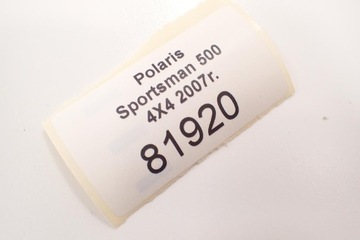 Polaris
Sportsman 500
4X4 2007r.
81920